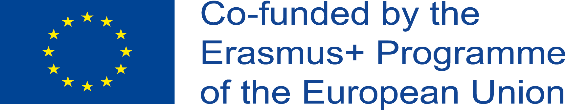 Co-funded by the
Erasmus+ Programme
of the European Union